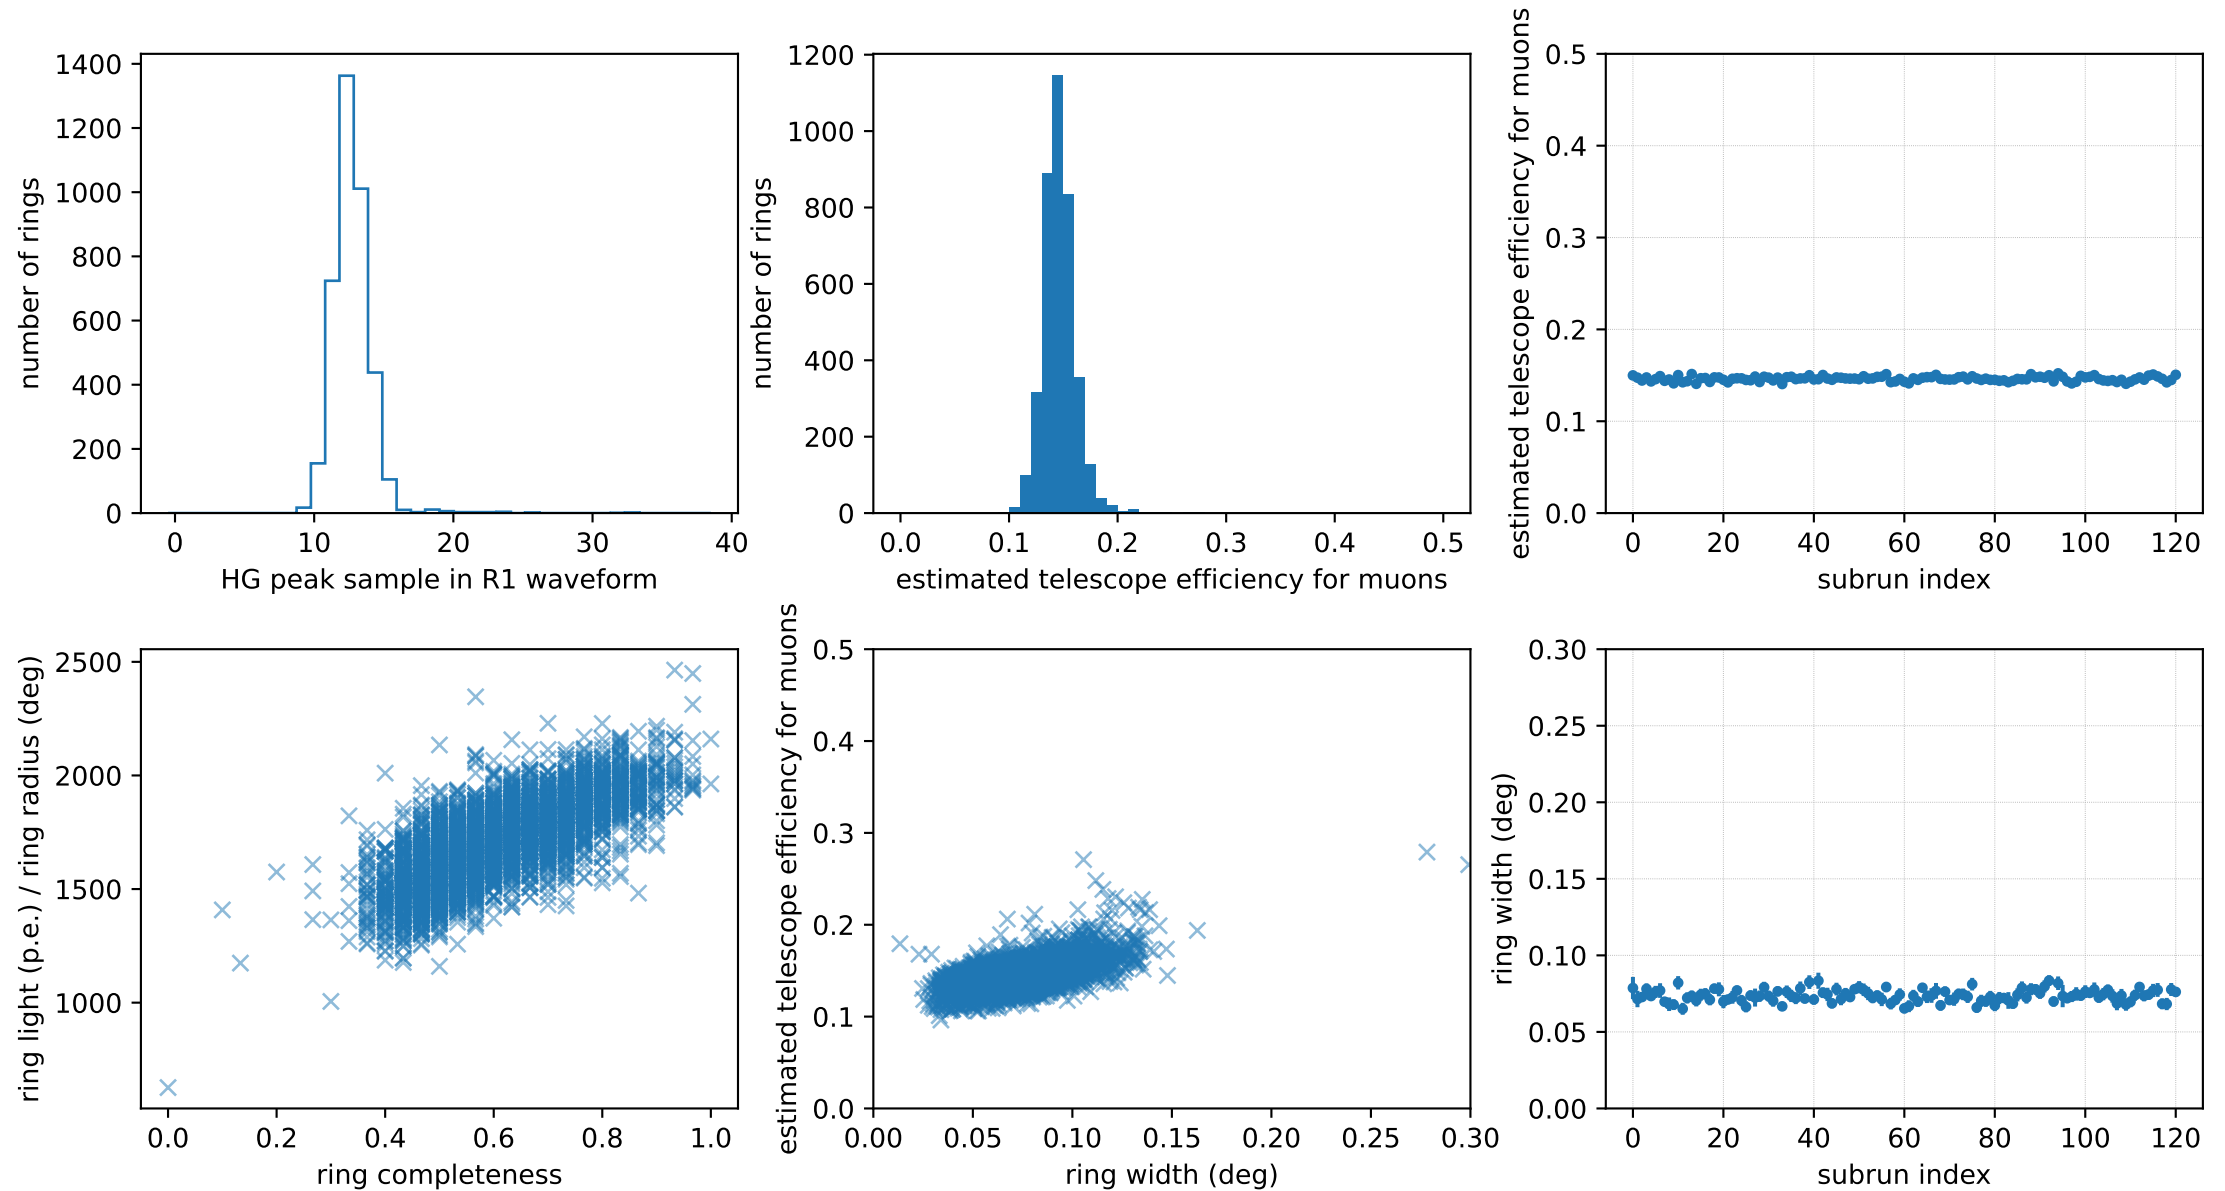 number of rings
1400
1200
1000
800
600
400
200
0
0 10 20 30 40
HG peak sample in R1 waveform
number of rings
1200
1000
800
600
400
200
0
0.0 0.1 0.2 0.3 0.4 0.5
estimated telescope efficiency for muons
estimated telescope efficiency for muons
0.5
0.4
0.3
0.2
0.1
0.0
0 20 40 60 80 100 120
subrun index
ring light (p.e.) / ring radius (deg)
2500
2000
1500
1000
0.0 0.2 0.4 0.6 0.8 1.0
ring completeness
estimated telescope efficiency for muons
0.5
0.4
0.3
0.2
0.1
0.0
0.00 0.05 0.10 0.15 0.20 0.25 0.30
ring width (deg)
ring width (deg)
0.30
0.25
0.20
0.15
0.10
0.05
0.00
0 20 40 60 80 100 120
subrun index